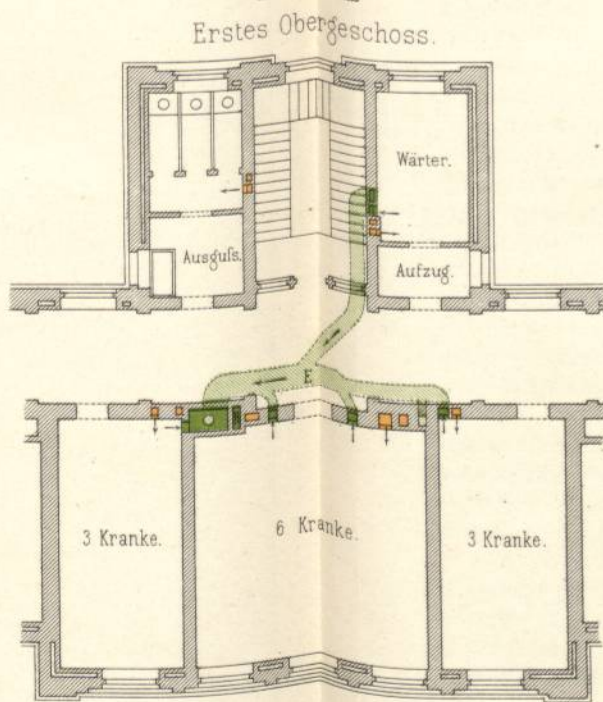 Erstes Obergeschoss.
Wärter.
Ausguſs.
Aufzug.
E
3 Kranke.
6 Kranke.
3 Kranke.